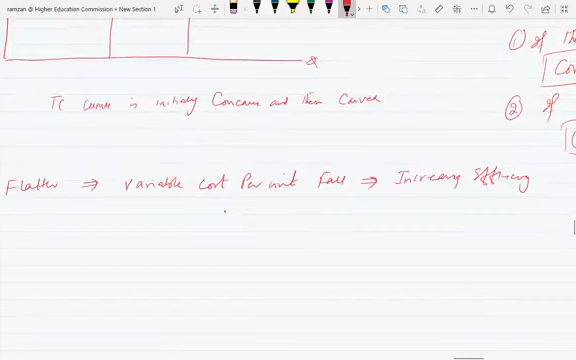 ramzan @ Higher Education Commission » New Section 1
Q
① of the
Con
② of
TC curve is initially Concave and then Convex
Flatter ⇒ Variable cost Per unit Fall ⇒ Increasing Efficiency